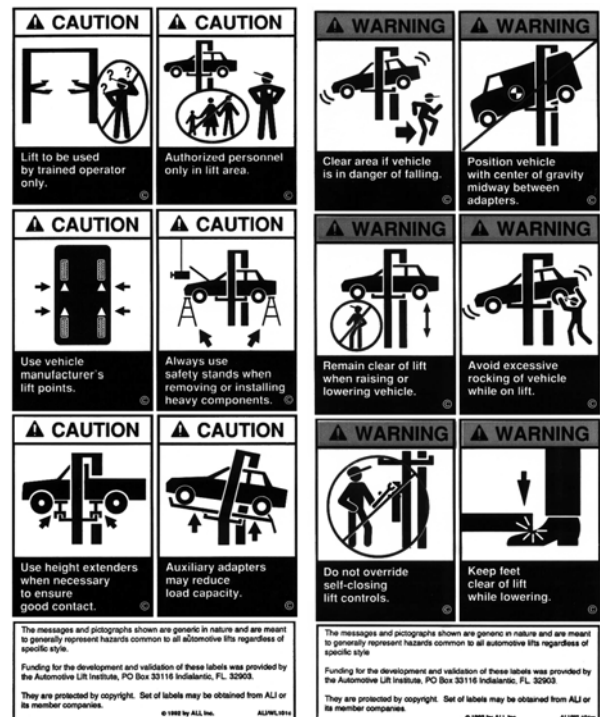 CAUTION
Lift to be used
by trained operator
only.
©
CAUTION
Authorized personnel
only in lift area.
©
CAUTION
Use vehicle
manufacturer's
lift points.
©
CAUTION
Always use
safety stands when
removing or installing
heavy components.
©
CAUTION
Use height extenders
when necessary
to ensure
good contact.
©
CAUTION
Auxiliary adapters
may reduce
load capacity.
©
The messages and pictographs shown are generic in nature and are meant
to generally represent hazards common to all automotive lifts regardless of
specific style.
Funding for the development and validation of these labels was provided by
the Automotive Lift Institute, PO Box 33116 Indialantic, FL 32903.
They are protected by copyright. Set of labels may be obtained from ALI or
its member companies.
© 1992 by ALI, Inc. ALI/WL101c
WARNING
Clear area if vehicle
is in danger of falling.
©
WARNING
Position vehicle
with center of gravity
midway between
adapters.
©
WARNING
Remain clear of lift
when raising or
lowering vehicle.
©
WARNING
Avoid excessive
rocking of vehicle
while on lift.
©
WARNING
Do not override
self-closing
lift controls.
©
WARNING
Keep feet
clear of lift
while lowering.
©
The messages and pictographs shown are generic in nature and are meant
to generally represent hazards common to all automotive lifts regardless of
specific style
Funding for the development and validation of these labels was provided by
the Automotive Lift Institute, PO Box 33116 Indialantic, FL. 32903.
They are protected by copyright. Set of labels may be obtained from ALI or
its member companies.
© 1992 by ALI, Inc.